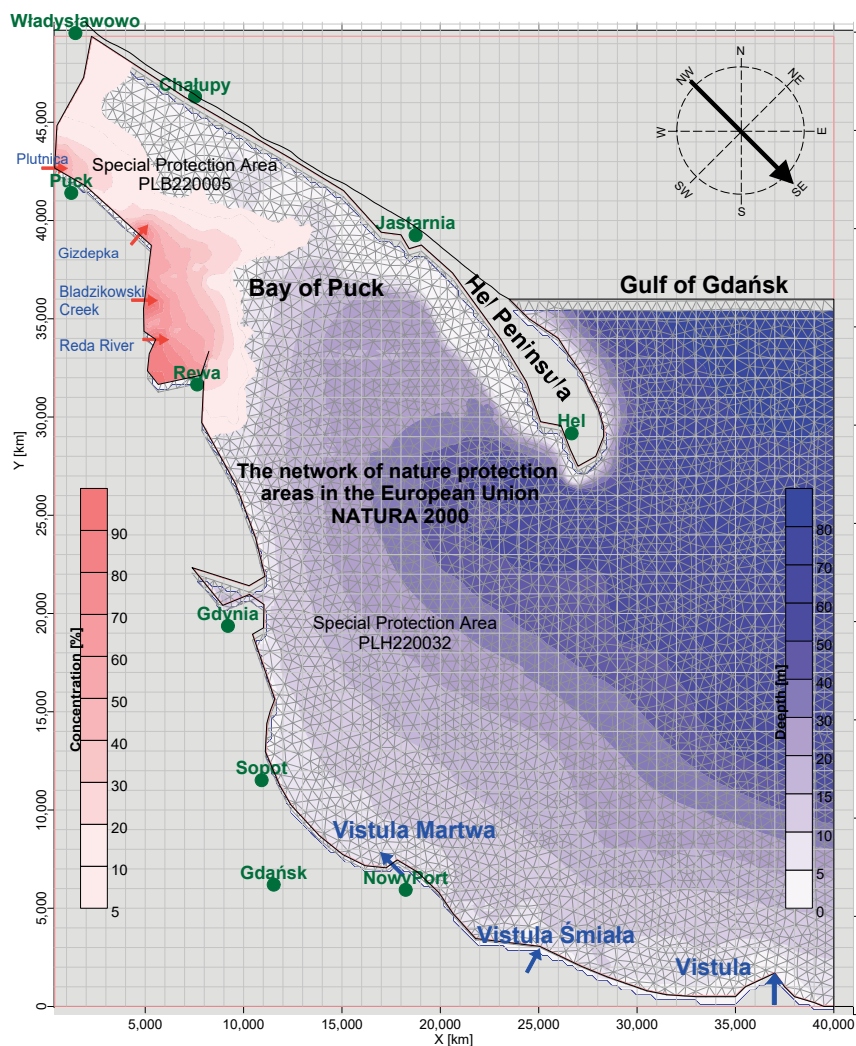 Władysławowo
Chałupy
N
NW
NE
W
E
SW
SE
S
Plutnica
Puck
Special Protection Area
PLB220005
Jastarnia
Gizdepka
Bladzikowski
Creek
Reda River
Rewa
Bay of Puck
Hel Peninsula
Gulf of Gdańsk
Hel
The network of nature protection
areas in the European Union
NATURA 2000
Gdynia
Special Protection Area
PLH220032
Sopot
Vistula Martwa
Gdańsk
NowyPort
Vistula Śmiała
Vistula
Concentration [%]
90
80
70
60
50
40
30
20
10
5
Deepth [m]
80
70
60
50
40
30
20
15
10
5
0
Y [km]
45,000
40,000
35,000
30,000
25,000
20,000
15,000
10,000
5,000
0
5,000
10,000
15,000
20,000
25,000
30,000
35,000
40,000
X [km]